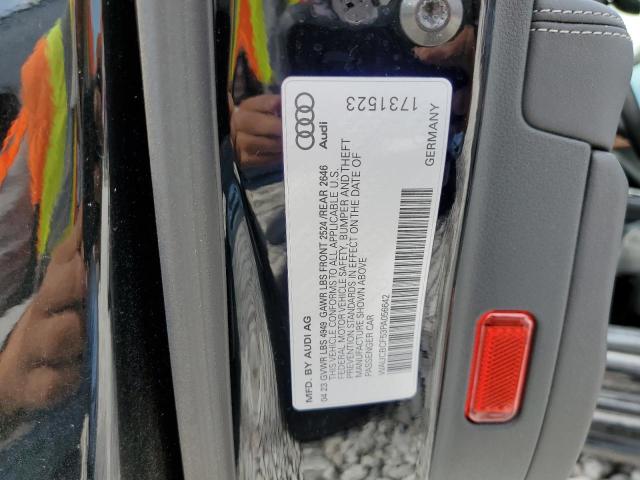 Audi
1731523
MFD. BY AUDI AG
GERMANY
04 23 GVWR LBS 4949 GAWR LBS FRONT 2524 /REAR 2646
THIS VEHICLE CONFORMS TO ALL APPLICABLE U.S.
FEDERAL MOTOR VEHICLE SAFETY, BUMPER AND THEFT
PREVENTION STANDARDS IN EFFECT ON THE DATE OF
MANUFACTURE SHOWN ABOVE
PASSENGER CAR
WAUCBCF53PA056642